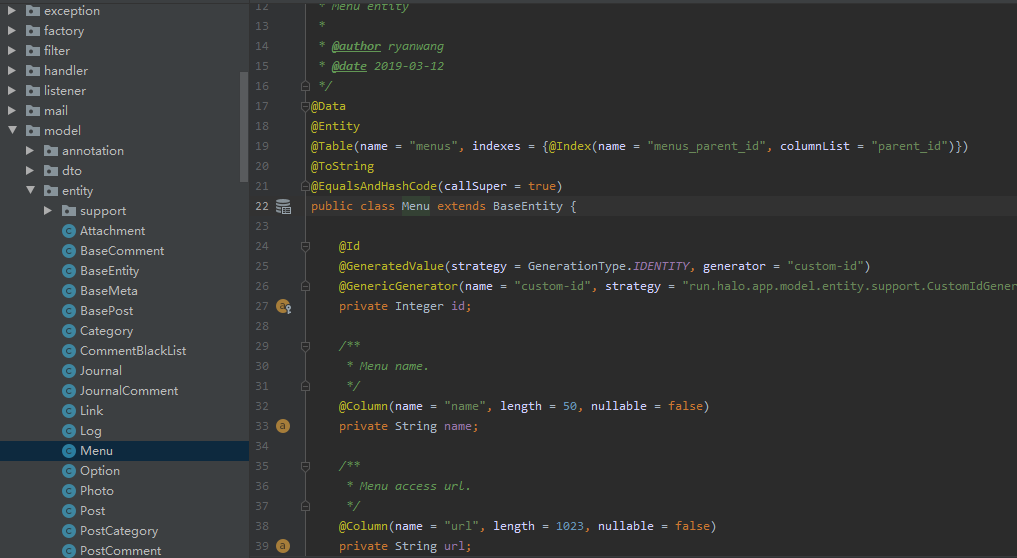 exception
factory
filter
handler
listener
mail
model
annotation
dto
entity
support
Attachment
BaseComment
BaseEntity
BaseMeta
BasePost
Category
CommentBlackList
Journal
JournalComment
Link
Log
Menu
Option
Photo
Post
PostCategory
PostComment
12 * Menu entity
13 *
14 * @author ryanwang
15 * @date 2019-03-12
16 */
17 @Data
18 @Entity
19 @Table(name = "menus", indexes = {@Index(name = "menus_parent_id", columnList = "parent_id")})
20 @ToString
21 @EqualsAndHashCode(callSuper = true)
22 public class Menu extends BaseEntity {
23
24 @Id
25 @GeneratedValue(strategy = GenerationType.IDENTITY, generator = "custom-id")
26 @GenericGenerator(name = "custom-id", strategy = "run.halo.app.model.entity.support.CustomIdGener
27 private Integer id;
28
29 /**
30 * Menu name.
31 */
32 @Column(name = "name", length = 50, nullable = false)
33 private String name;
34
35 /**
36 * Menu access url.
37 */
38 @Column(name = "url", length = 1023, nullable = false)
39 private String url;